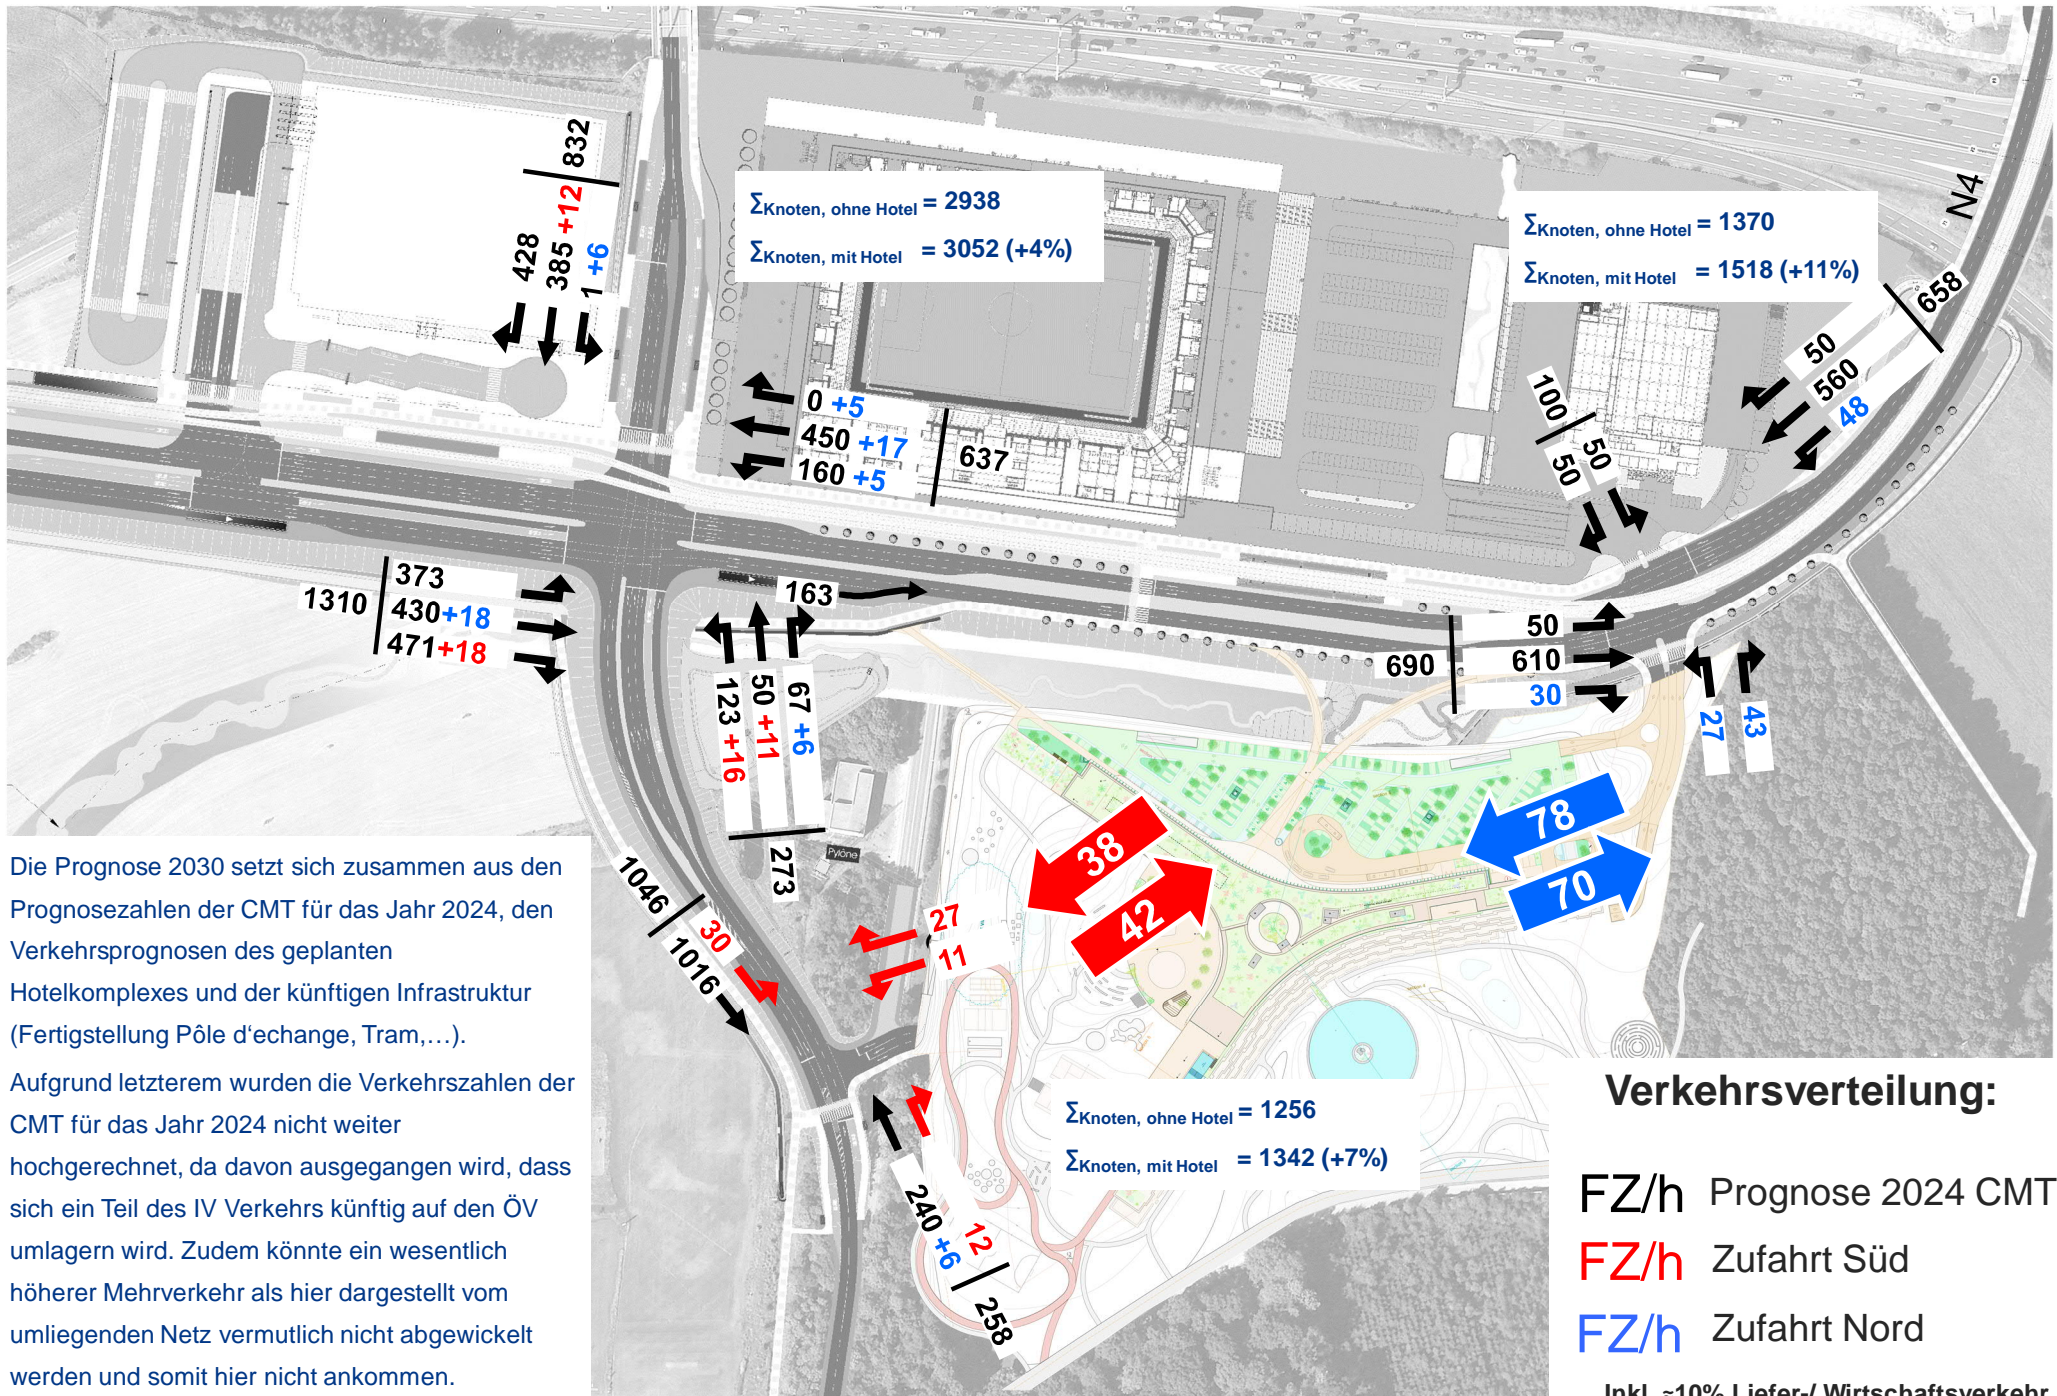 832
428
385 +12
1 +6
∑Knoten, ohne Hotel = 2938
∑Knoten, mit Hotel = 3052 (+4%)
∑Knoten, ohne Hotel = 1370
∑Knoten, mit Hotel = 1518 (+11%)
N4
658
50
560
48
100
50
50
0 +5
450 +17
160 +5
637
1310
373
430+18
471+18
163
123 +16
50 +11
67 +6
273
690
50
610
30
27
43
78
70
38
42
Pylône
27
11
1046
30
1016
240 +6
12
258
∑Knoten, ohne Hotel = 1256
∑Knoten, mit Hotel = 1342 (+7%)
Die Prognose 2030 setzt sich zusammen aus den
Prognosezahlen der CMT für das Jahr 2024, den
Verkehrsprognosen des geplanten
Hotelkomplexes und der künftigen Infrastruktur
(Fertigstellung Pôle d‘echange, Tram,…).
Aufgrund letzterem wurden die Verkehrszahlen der
CMT für das Jahr 2024 nicht weiter
hochgerechnet, da davon ausgegangen wird, dass
sich ein Teil des IV Verkehrs künftig auf den ÖV
umlagern wird. Zudem könnte ein wesentlich
höherer Mehrverkehr als hier dargestellt vom
umliegenden Netz vermutlich nicht abgewickelt
werden und somit hier nicht ankommen.
Verkehrsverteilung:
FZ/h Prognose 2024 CMT
FZ/h Zufahrt Süd
FZ/h Zufahrt Nord
Inkl. ~10% Liefer-/ Wirtschaftsverkehr